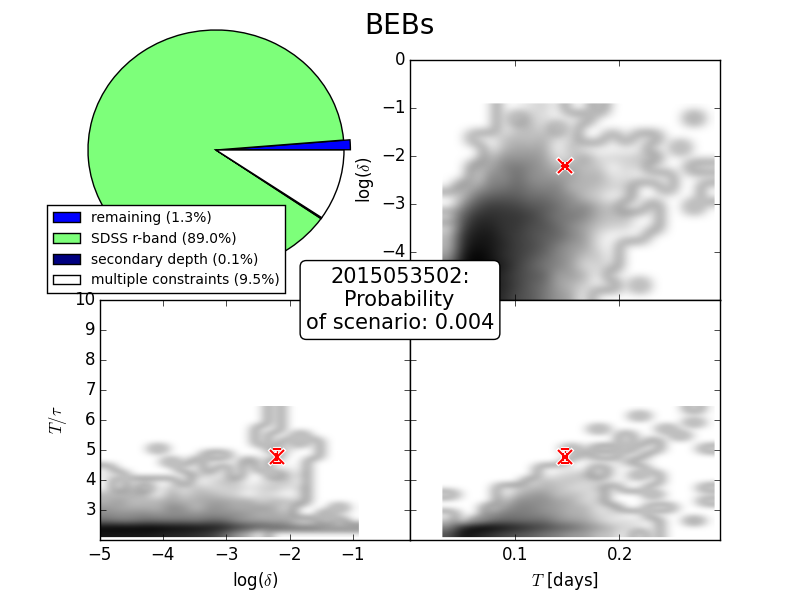 BEBs
remaining (1.3%)
SDSS r-band (89.0%)
secondary depth (0.1%)
multiple constraints (9.5%)
0
−1
−2
−3
−4
log(δ)
2015053502:
Probability
of scenario: 0.004
10
9
8
7
6
5
4
3
T/τ
−5 −4 −3 −2 −1
log(δ)
0.1 0.2
T [days]